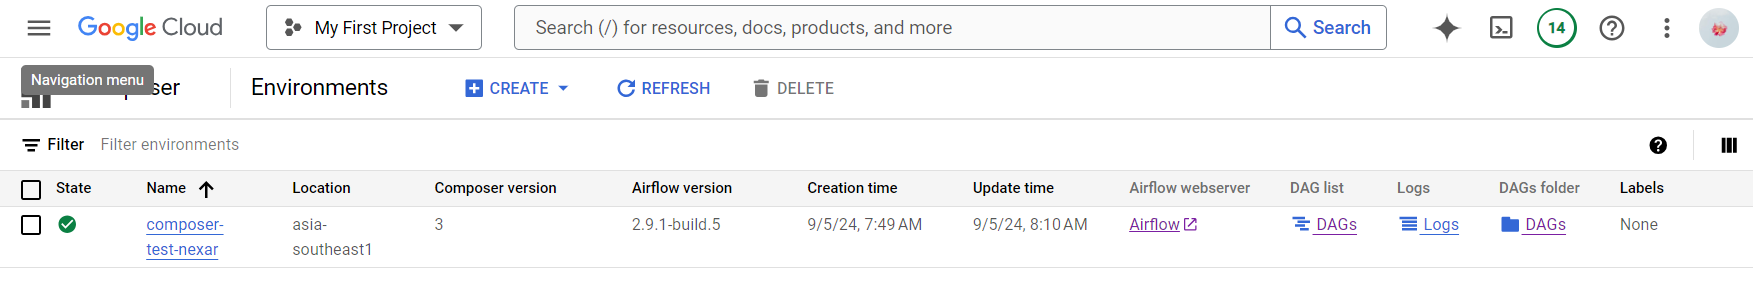 Google Cloud
My First Project
Search (/) for resources, docs, products, and more
Search
14
Navigation menu
Environments
CREATE
REFRESH
DELETE
Filter
Filter environments
State Name Location Composer version Airflow version Creation time Update time Airflow webserver DAG list Logs DAGs folder Labels
composer- asia- 3 2.9.1-build.5 9/5/24, 7:49 AM 9/5/24, 8:10 AM Airflow DAGs Logs DAGs None
test-nexar southeast1